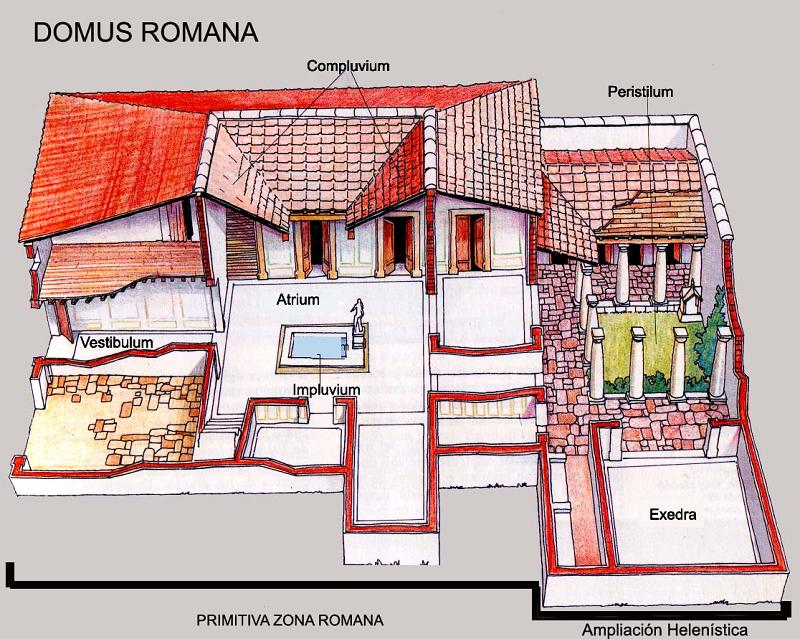 DOMUS ROMANA
Compluvium
Peristilum
Atrium
Vestibulum
Impluvium
Exedra
PRIMITIVA ZONA ROMANA
Ampliación Helenística